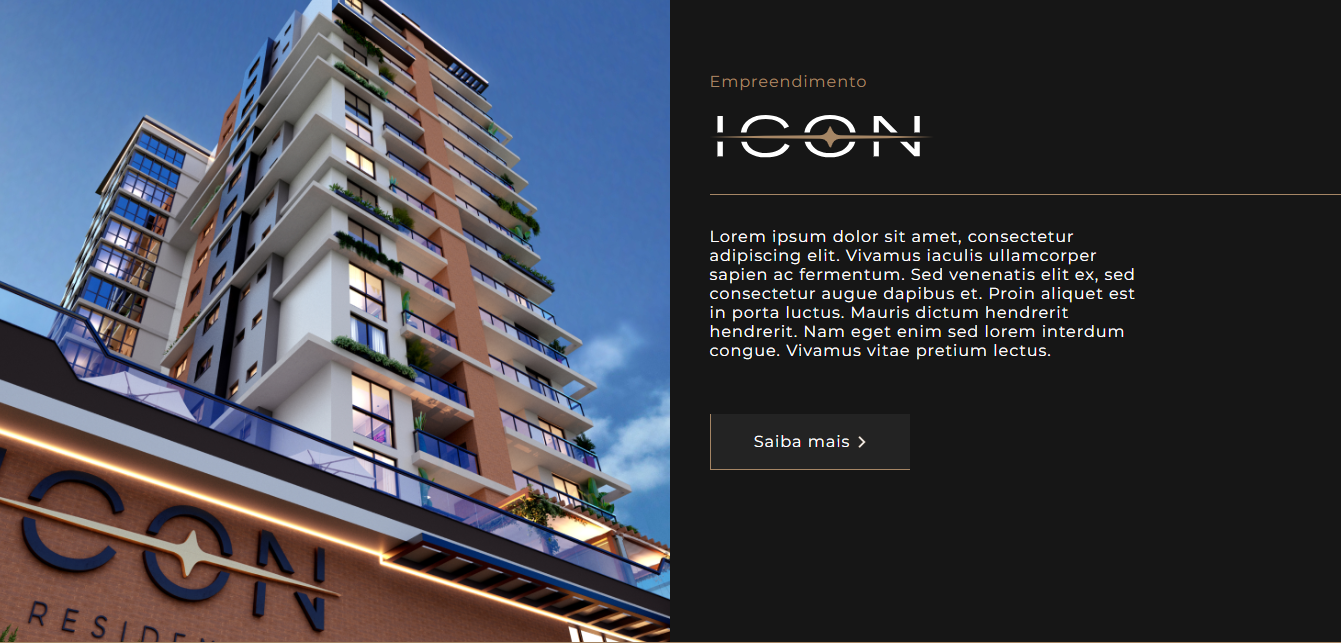 Empreendimento
ICON
Lorem ipsum dolor sit amet, consectetur
adipiscing elit. Vivamus iaculis ullamcorper
sapien ac fermentum. Sed venenatis elit ex, sed
consectetur augue dapibus et. Proin aliquet est
in porta luctus. Mauris dictum hendrerit
hendrerit. Nam eget enim sed lorem interdum
congue. Vivamus vitae pretium lectus.
Saiba mais
ICON
RESIDEN